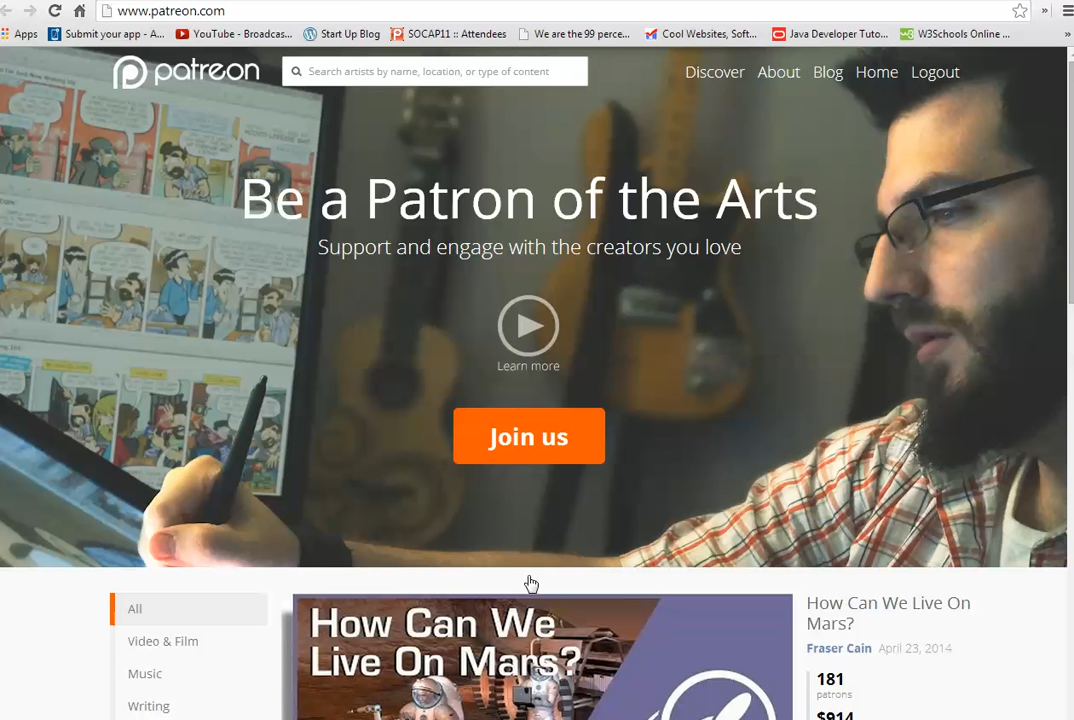 www.patreon.com
Apps
Submit your app - A...
YouTube - Broadcas...
Start Up Blog
SOCAP11 :: Attendees
We are the 99 perce...
Cool Websites, Soft...
Java Developer Tuto...
W3Schools Online ...
»
patreon
Search artists by name, location, or type of content
Discover
About
Blog
Home
Logout
Be a Patron of the Arts
Support and engage with the creators you love
Learn more
Join us
All
Video & Film
Music
Writing
How Can We
Live On Mars?
How Can We Live On
Mars?
Fraser Cain April 23, 2014
181
patrons
$914